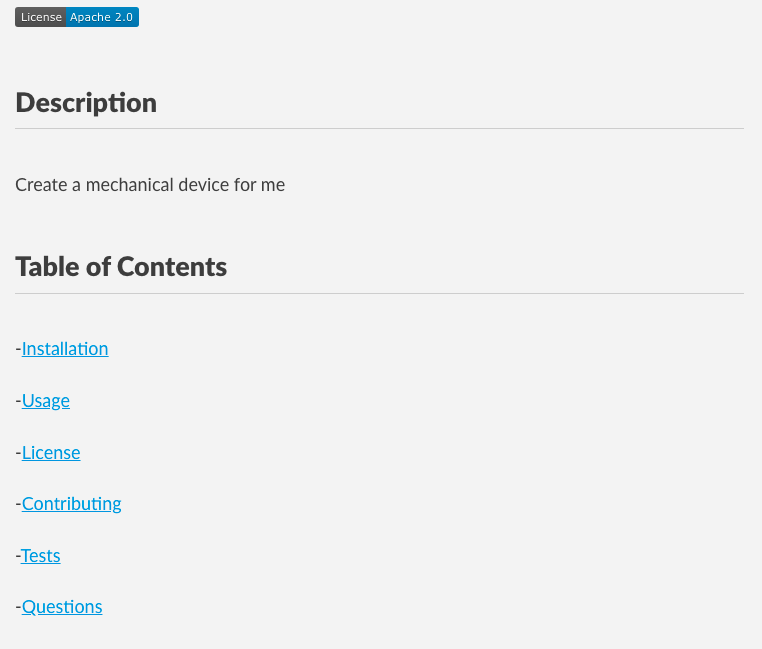 License Apache 2.0
Description
Create a mechanical device for me
Table of Contents
-Installation
-Usage
-License
-Contributing
-Tests
-Questions